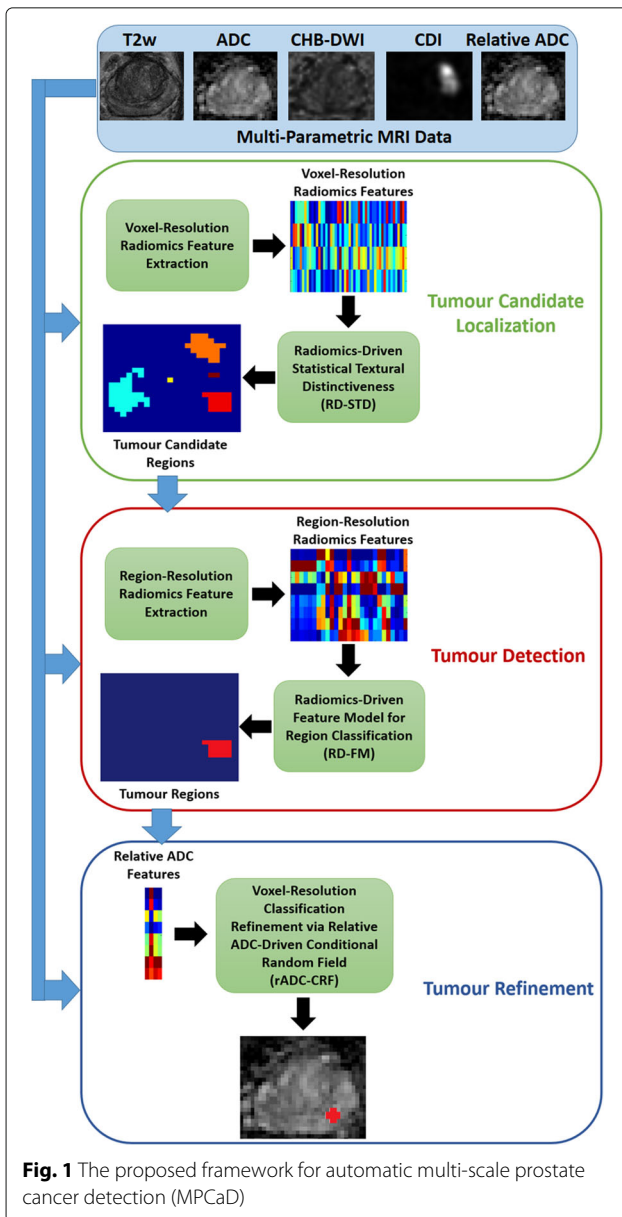 T2w ADC CHB-DWI CDI Relative ADC
Multi-Parametric MRI Data
Voxel-Resolution
Radiomics Features
Voxel-Resolution
Radiomics Feature
Extraction
Tumour Candidate
Localization
Radiomics-Driven
Statistical Textural
Distinctiveness
(RD-STD)
Tumour Candidate
Regions
Region-Resolution
Radiomics Features
Region-Resolution
Radiomics Feature
Extraction
Tumour Detection
Radiomics-Driven
Feature Model for
Region Classification
(RD-FM)
Tumour Regions
Relative ADC
Features
Voxel-Resolution
Classification
Refinement via Relative
ADC-Driven Conditional
Random Field
(rADC-CRF)
Tumour Refinement
Fig. 1 The proposed framework for automatic multi-scale prostate
cancer detection (MPCaD)